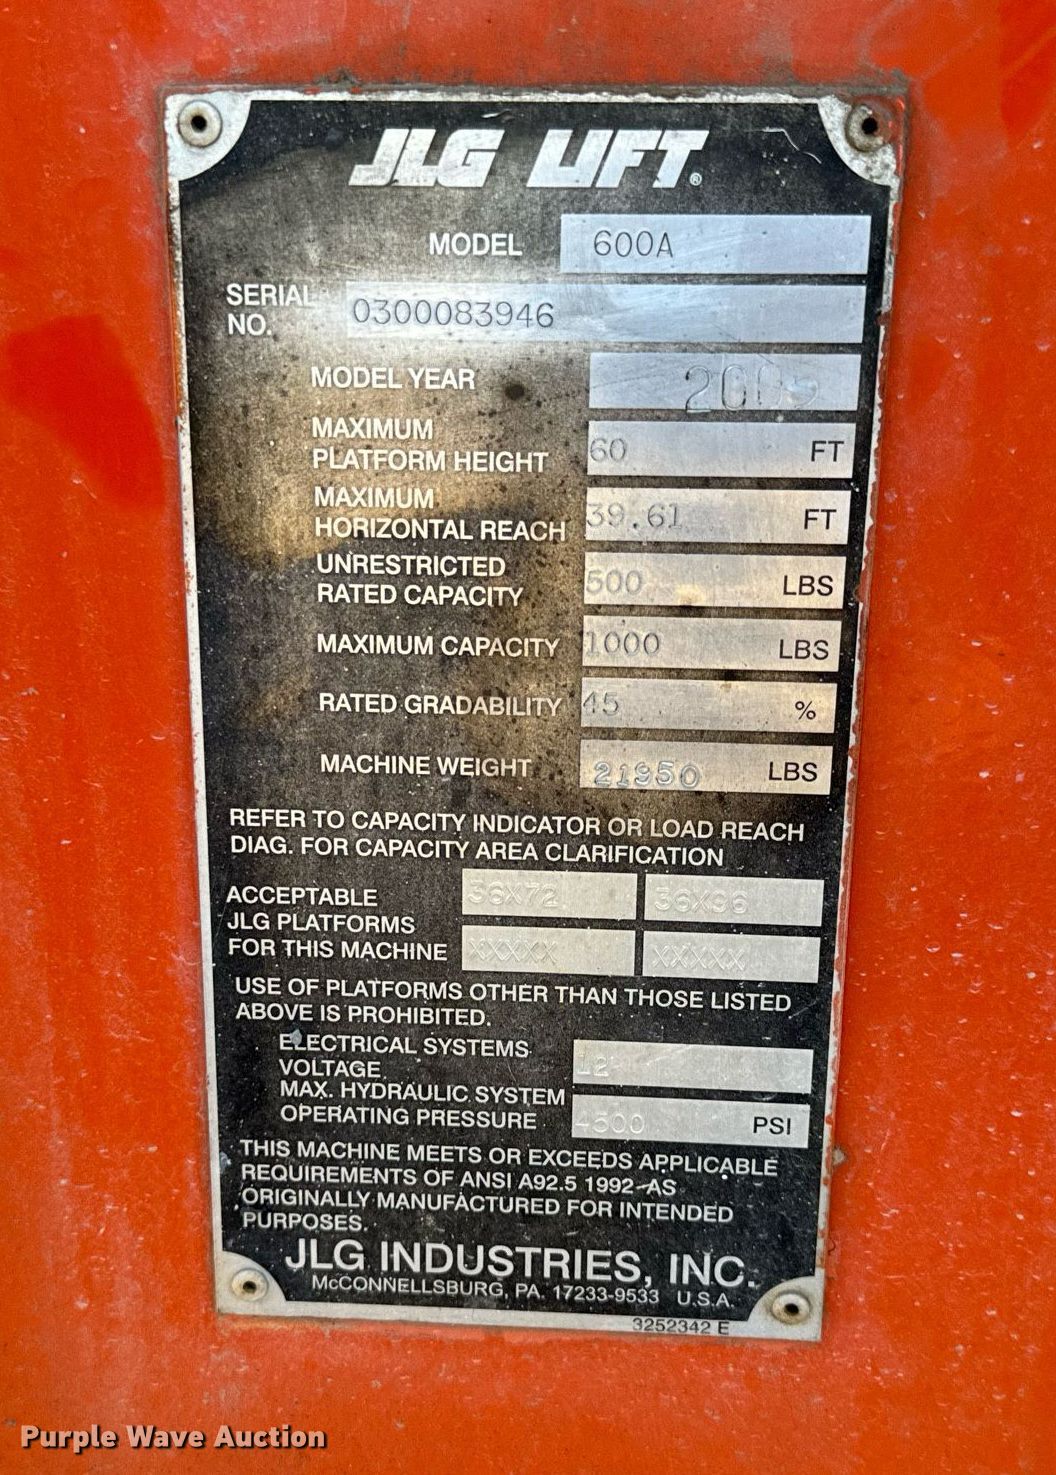 JLG LIFT®
MODEL 600A
SERIAL
NO. 0300083946
MODEL YEAR
MAXIMUM
PLATFORM HEIGHT 60 FT
MAXIMUM
HORIZONTAL REACH 39.61 FT
UNRESTRICTED
RATED CAPACITY 500 LBS
MAXIMUM CAPACITY 1000 LBS
RATED GRADABILITY 45 %
MACHINE WEIGHT 21950 LBS
REFER TO CAPACITY INDICATOR OR LOAD REACH
DIAG. FOR CAPACITY AREA CLARIFICATION
ACCEPTABLE 36X72 36X96
JLG PLATFORMS
FOR THIS MACHINE XXXXX XXXXX
USE OF PLATFORMS OTHER THAN THOSE LISTED
ABOVE IS PROHIBITED.
ELECTRICAL SYSTEMS
VOLTAGE 12
MAX. HYDRAULIC SYSTEM
OPERATING PRESSURE 4500 PSI
THIS MACHINE MEETS OR EXCEEDS APPLICABLE
REQUIREMENTS OF ANSI A92.5 1992-AS
ORIGINALLY MANUFACTURED FOR INTENDED
PURPOSES.
JLG INDUSTRIES, INC.
McCONNELLSBURG, PA. 17233-9533 U.S.A.
3252342 E
Purple Wave Auction